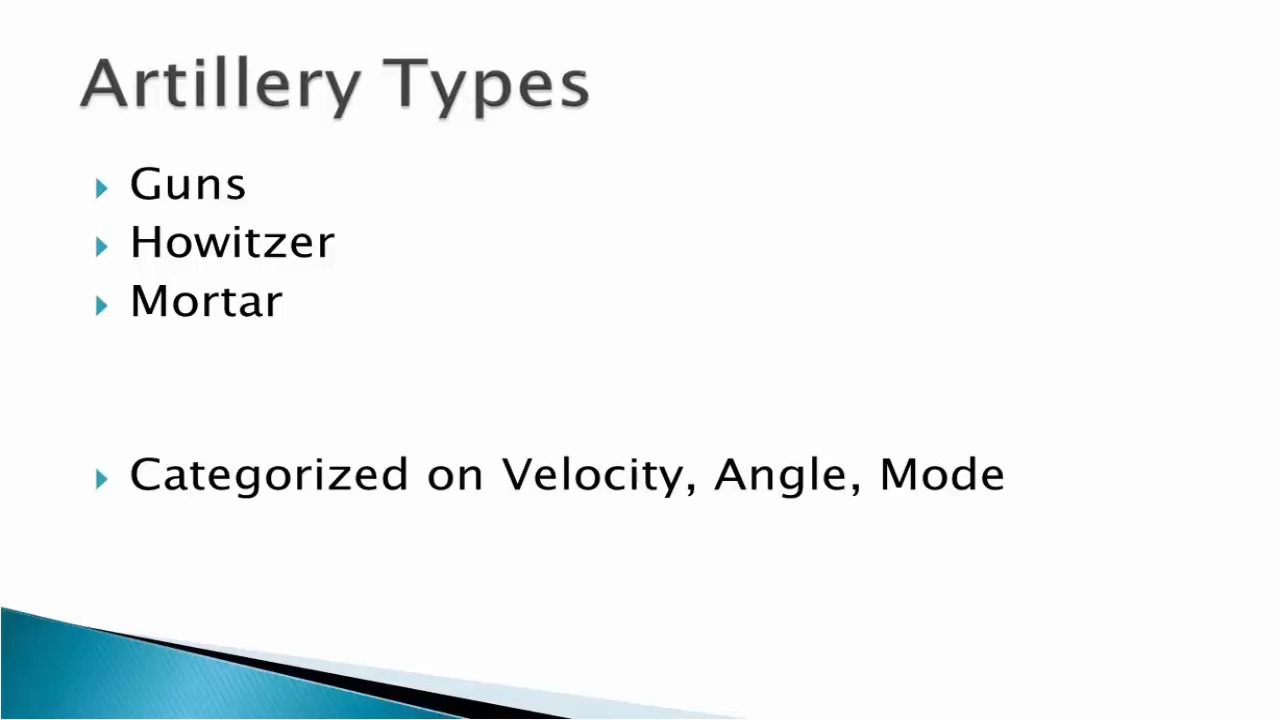 Artillery Types
Guns
Howitzer
Mortar
Categorized on Velocity, Angle, Mode